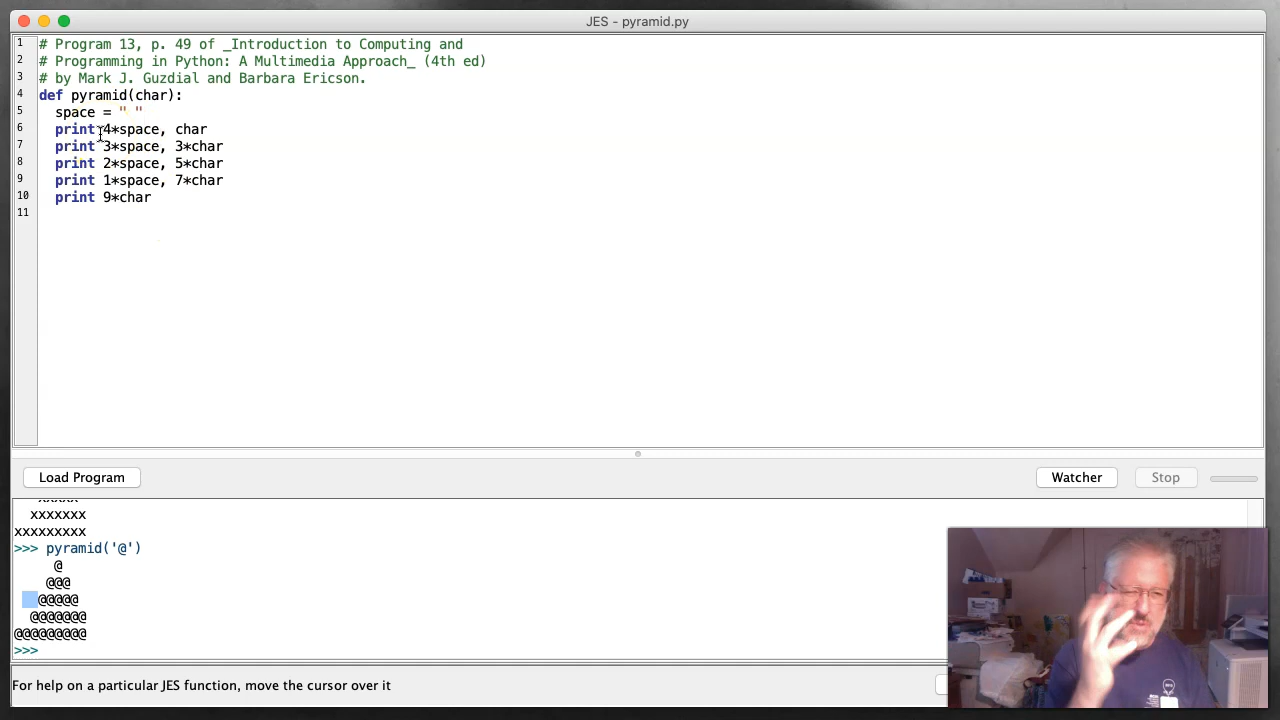 JES - pyramid.py
1 # Program 13, p. 49 of _Introduction to Computing and
2 # Programming in Python: A Multimedia Approach_ (4th ed)
3 # by Mark J. Guzdial and Barbara Ericson.
4 def pyramid(char):
5   space = " "
6   print 4*space, char
7   print 3*space, 3*char
8   print 2*space, 5*char
9   print 1*space, 7*char
10   print 9*char
11
Load Program
Watcher
Stop
   xxxxx
  xxxxxxx
xxxxxxxxx
>>> pyramid('@')
     @
    @@@
   @@@@@
  @@@@@@@
@@@@@@@@@
>>>
For help on a particular JES function, move the cursor over it